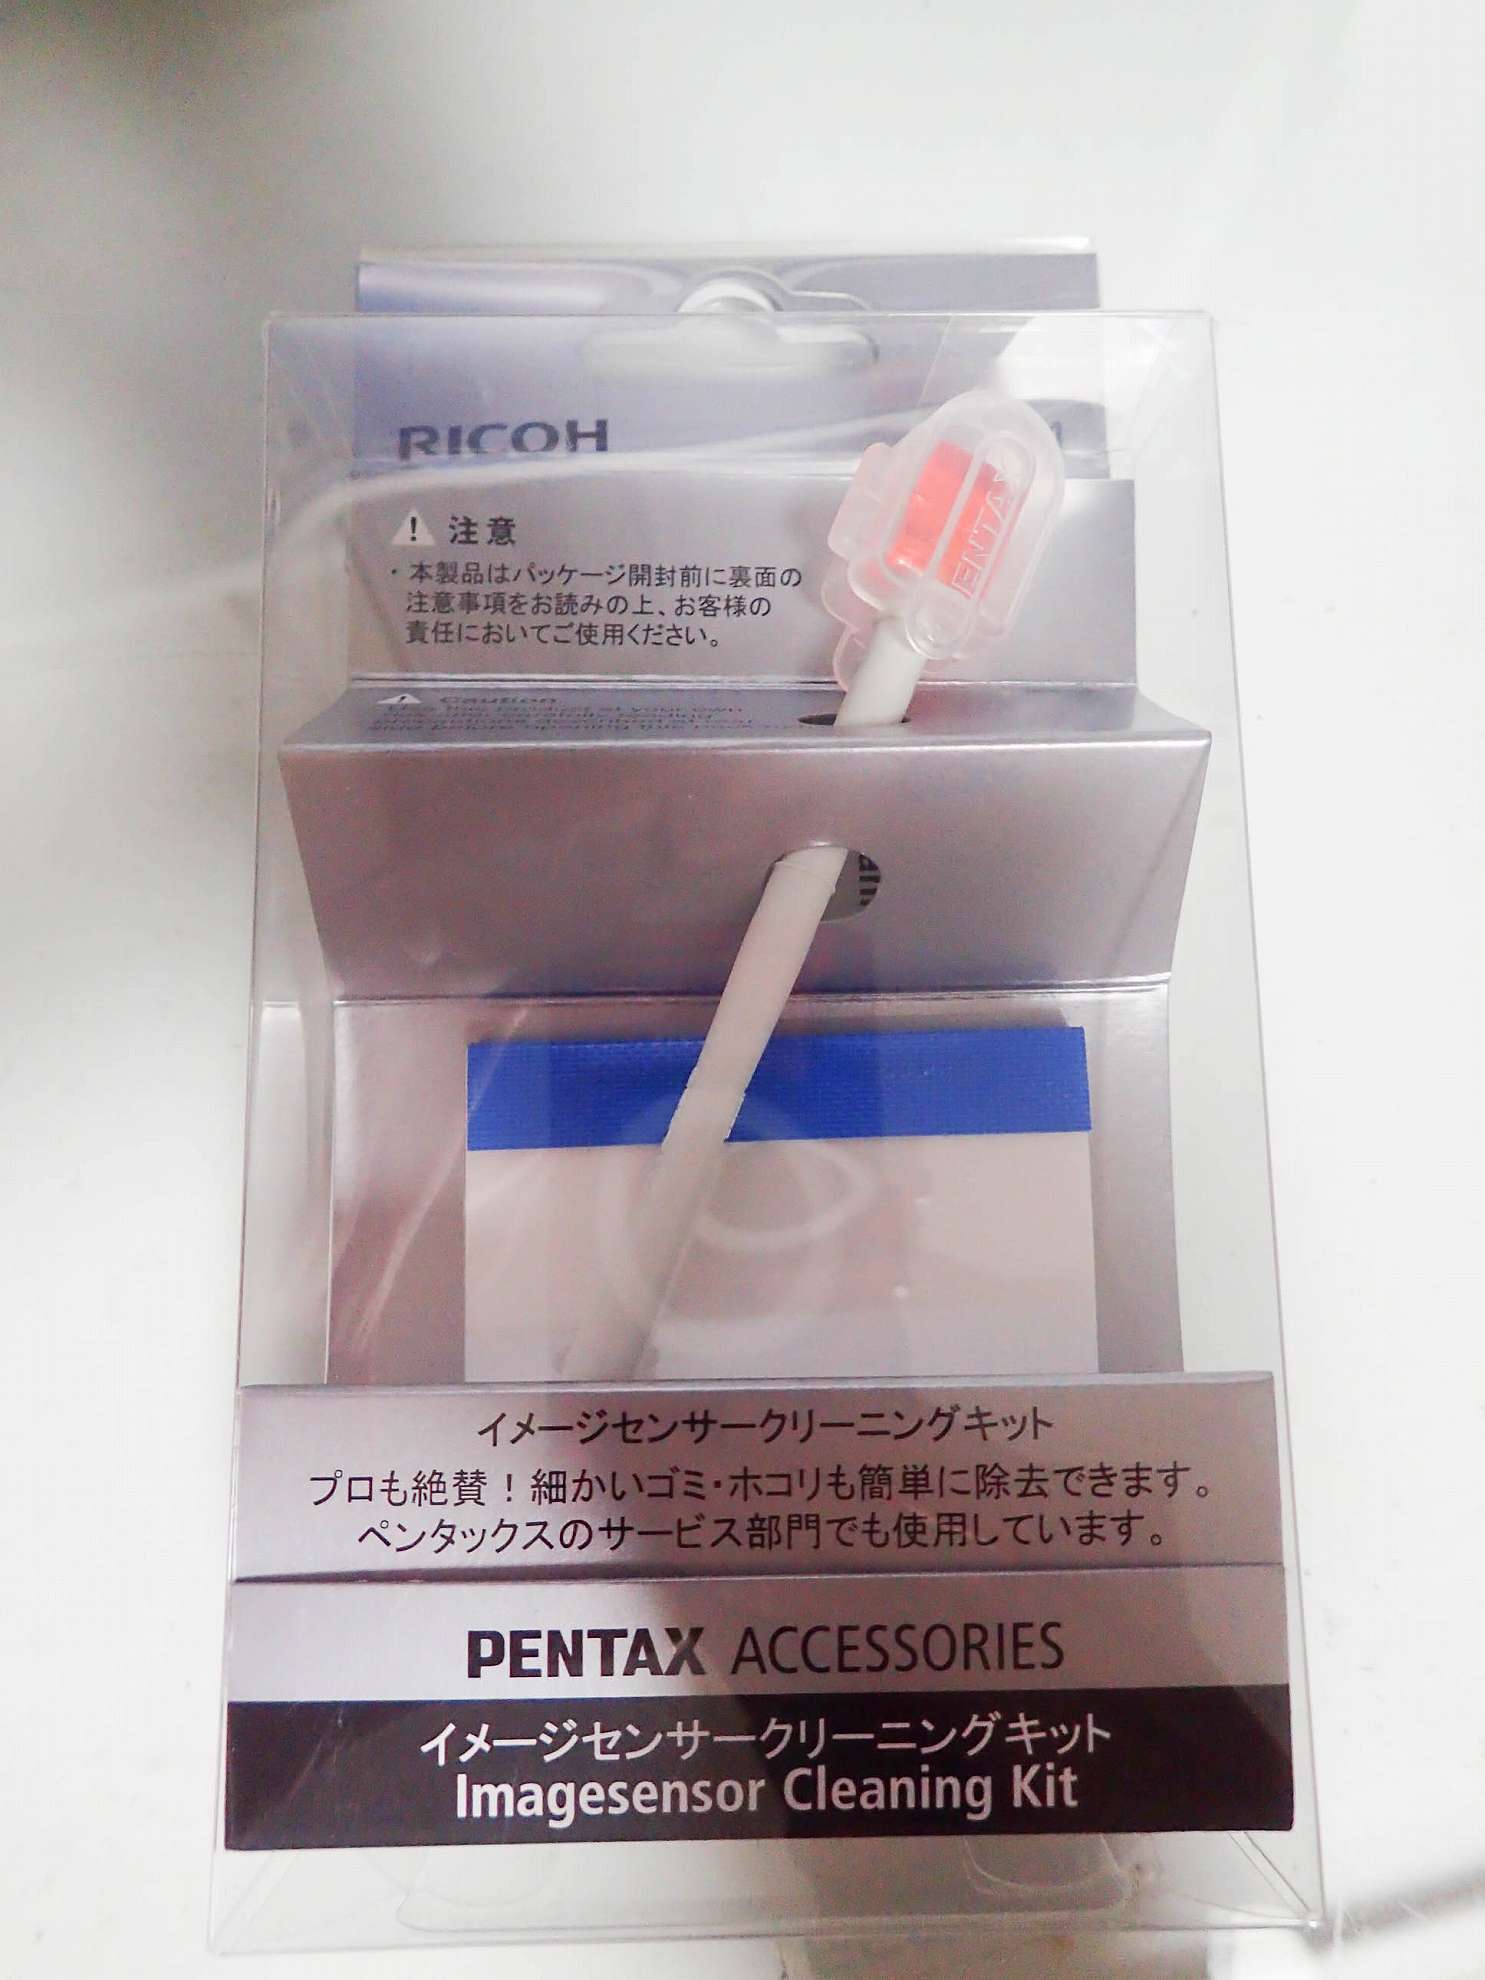 RICOH
PENTAX
! 注意
・本製品はパッケージ開封前に裏面の
注意事項をお読みの上、お客様の
責任においてご使用ください。
! Caution
イメージセンサークリーニングキット
プロも絶賛！細かいゴミ・ホコリも簡単に除去できます。
ペンタックスのサービス部門でも使用しています。
PENTAX ACCESSORIES
イメージセンサークリーニングキット
Imagesensor Cleaning Kit